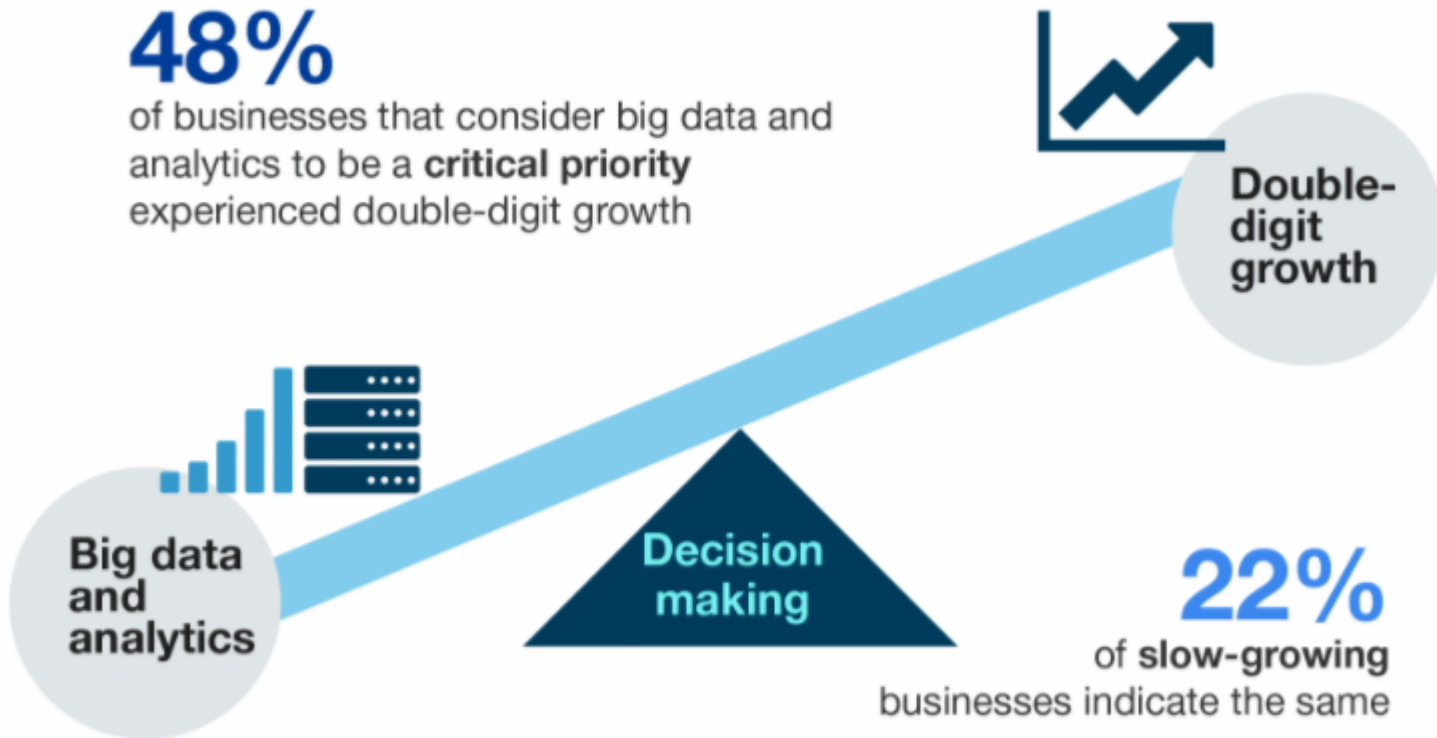 48%
of businesses that consider big data and
analytics to be a critical priority
experienced double-digit growth
Double-
digit
growth
Big data
and
analytics
Decision
making
22%
of slow-growing
businesses indicate the same